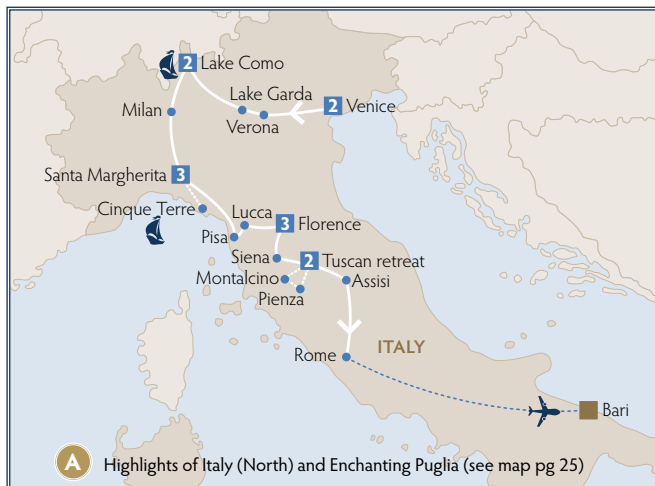 2 Lake Como
Lake Garda
Milan
2 Venice
Verona
Santa Margherita 3
Cinque Terre
Lucca
3 Florence
Pisa
Siena
2 Tuscan retreat
Montalcino
Assisi
Pienza
Rome
ITALY
Bari
A Highlights of Italy (North) and Enchanting Puglia (see map pg 25)